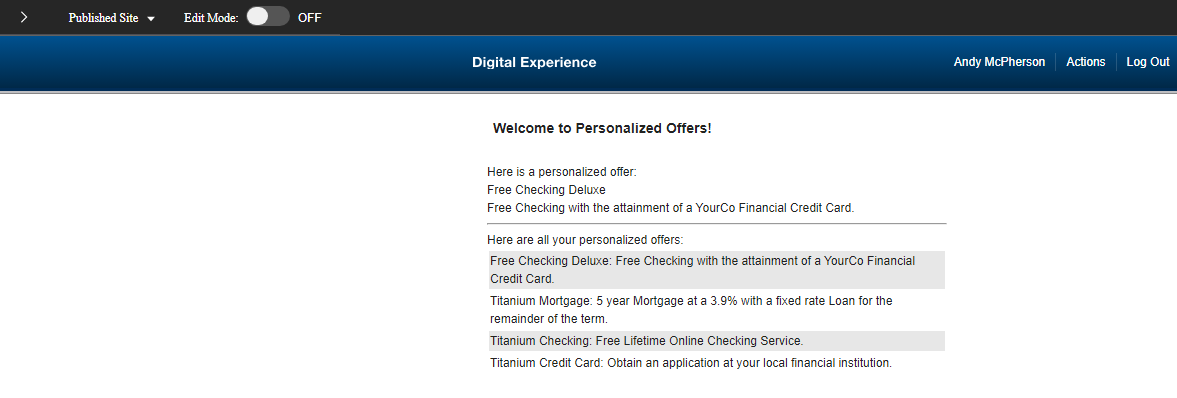 Published Site
Edit Mode: OFF
Digital Experience
Andy McPherson
Actions
Log Out
Welcome to Personalized Offers!
Here is a personalized offer:
Free Checking Deluxe
Free Checking with the attainment of a YourCo Financial Credit Card.
Here are all your personalized offers:
Free Checking Deluxe: Free Checking with the attainment of a YourCo Financial
Credit Card.
Titanium Mortgage: 5 year Mortgage at a 3.9% with a fixed rate Loan for the
remainder of the term.
Titanium Checking: Free Lifetime Online Checking Service.
Titanium Credit Card: Obtain an application at your local financial institution.